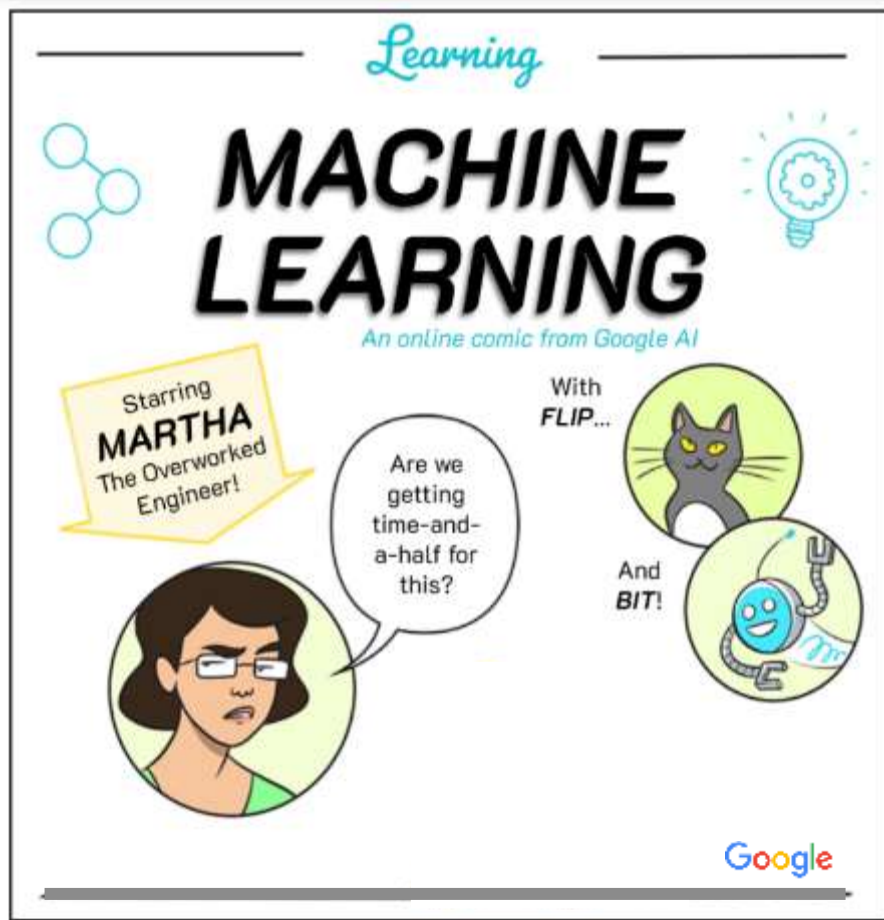 Learning
MACHINE
LEARNING
An online comic from Google AI
Starring
MARTHA
The Overworked
Engineer!
Are we
getting
time-and-
a-half for
this?
With
FLIP...
And
BIT!
Google